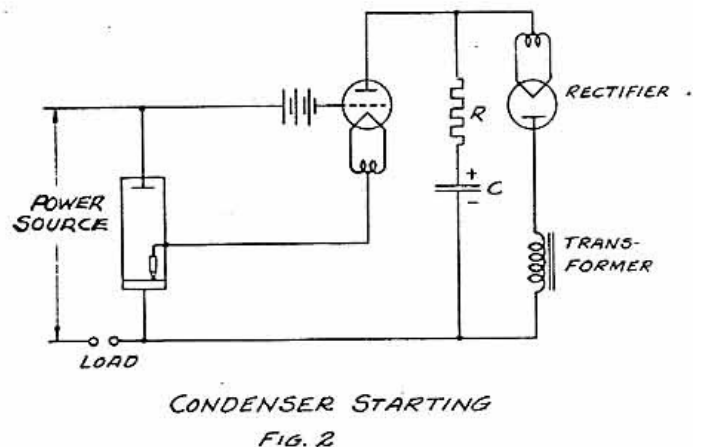 RECTIFIER
R
+
C
-
POWER
SOURCE
TRANS-
FORMER
LOAD
CONDENSER STARTING
FIG. 2